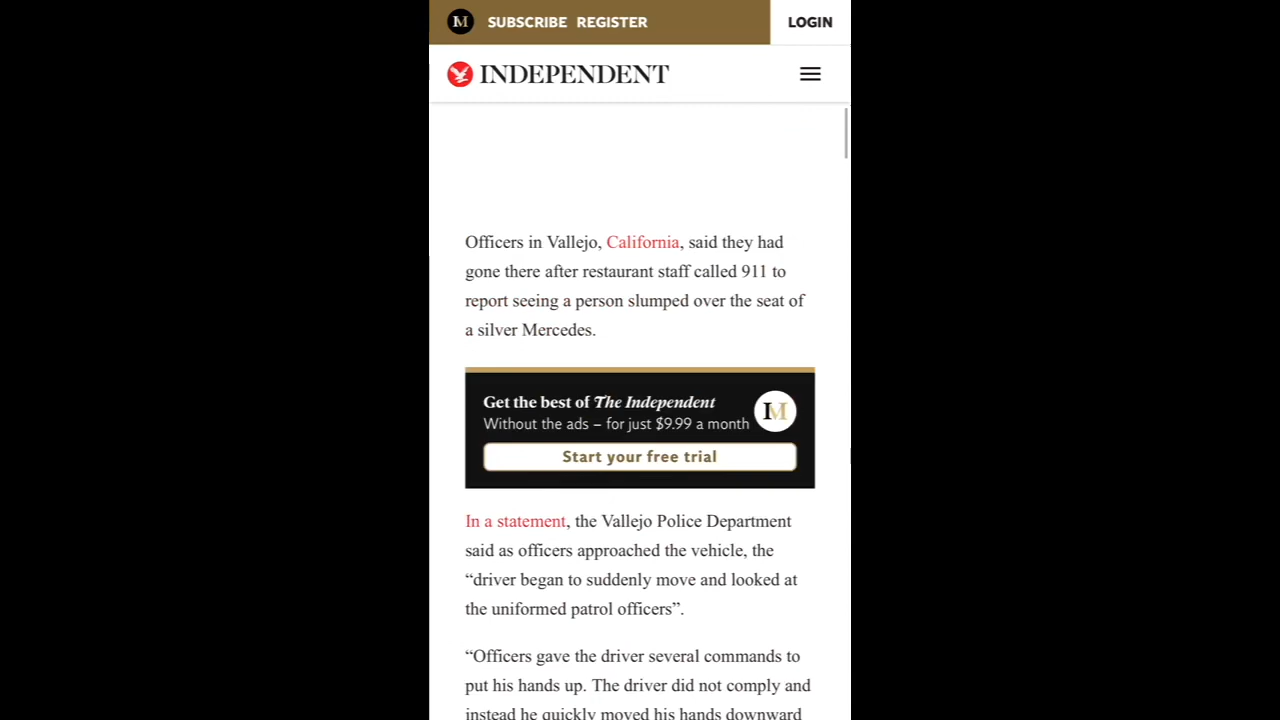 M SUBSCRIBE REGISTER LOGIN
INDEPENDENT
Officers in Vallejo, California, said they had
gone there after restaurant staff called 911 to
report seeing a person slumped over the seat of
a silver Mercedes.
Get the best of The Independent
Without the ads – for just $9.99 a month
IM
Start your free trial
In a statement, the Vallejo Police Department
said as officers approached the vehicle, the
“driver began to suddenly move and looked at
the uniformed patrol officers”.
“Officers gave the driver several commands to
put his hands up. The driver did not comply and
instead he quickly moved his hands downward